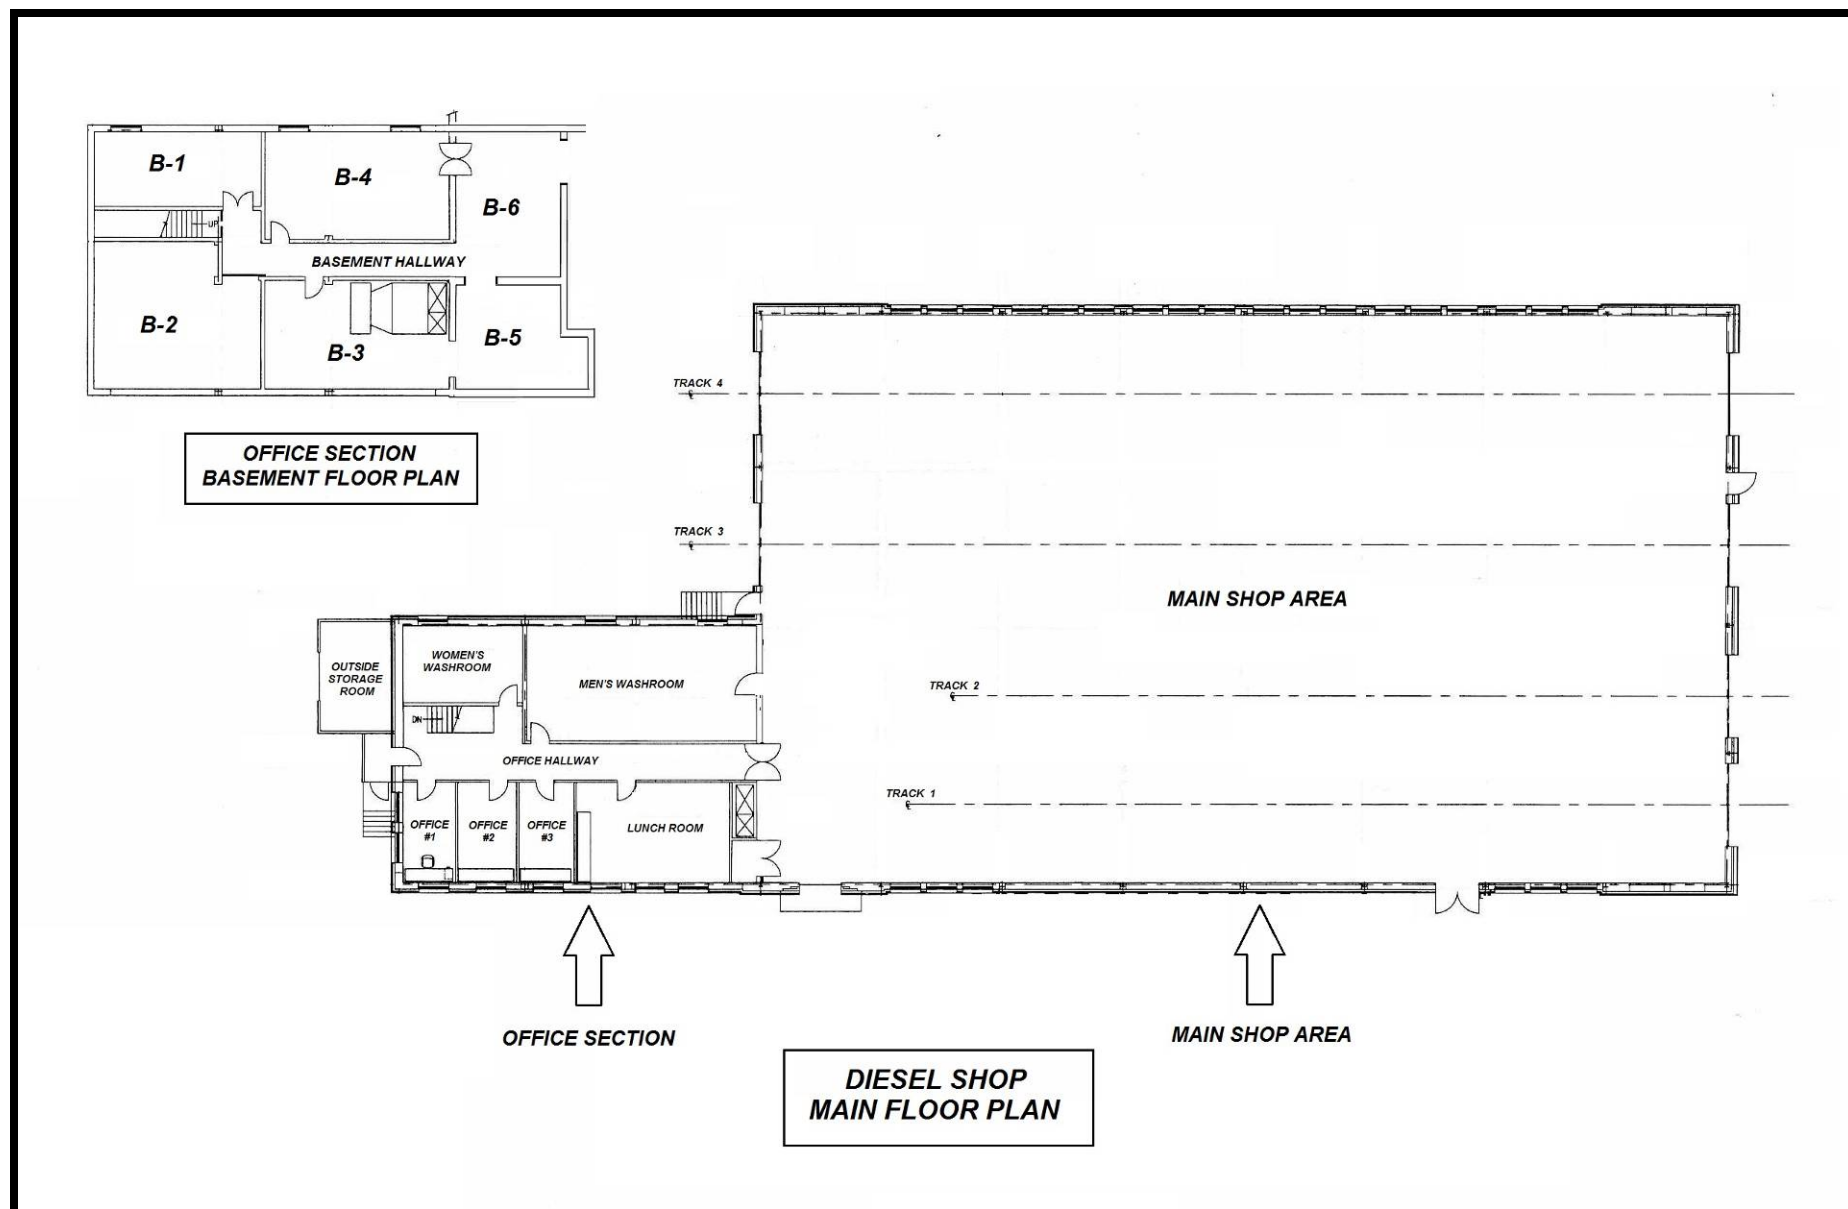 B-1
B-4
B-6
UP
BASEMENT HALLWAY
B-2
B-3
B-5
OFFICE SECTION
BASEMENT FLOOR PLAN
TRACK 4
TRACK 3
MAIN SHOP AREA
OUTSIDE
STORAGE
ROOM
WOMEN'S
WASHROOM
MEN'S WASHROOM
TRACK 2
DN
OFFICE HALLWAY
TRACK 1
OFFICE
#1
OFFICE
#2
OFFICE
#3
LUNCH ROOM
OFFICE SECTION
MAIN SHOP AREA
DIESEL SHOP
MAIN FLOOR PLAN